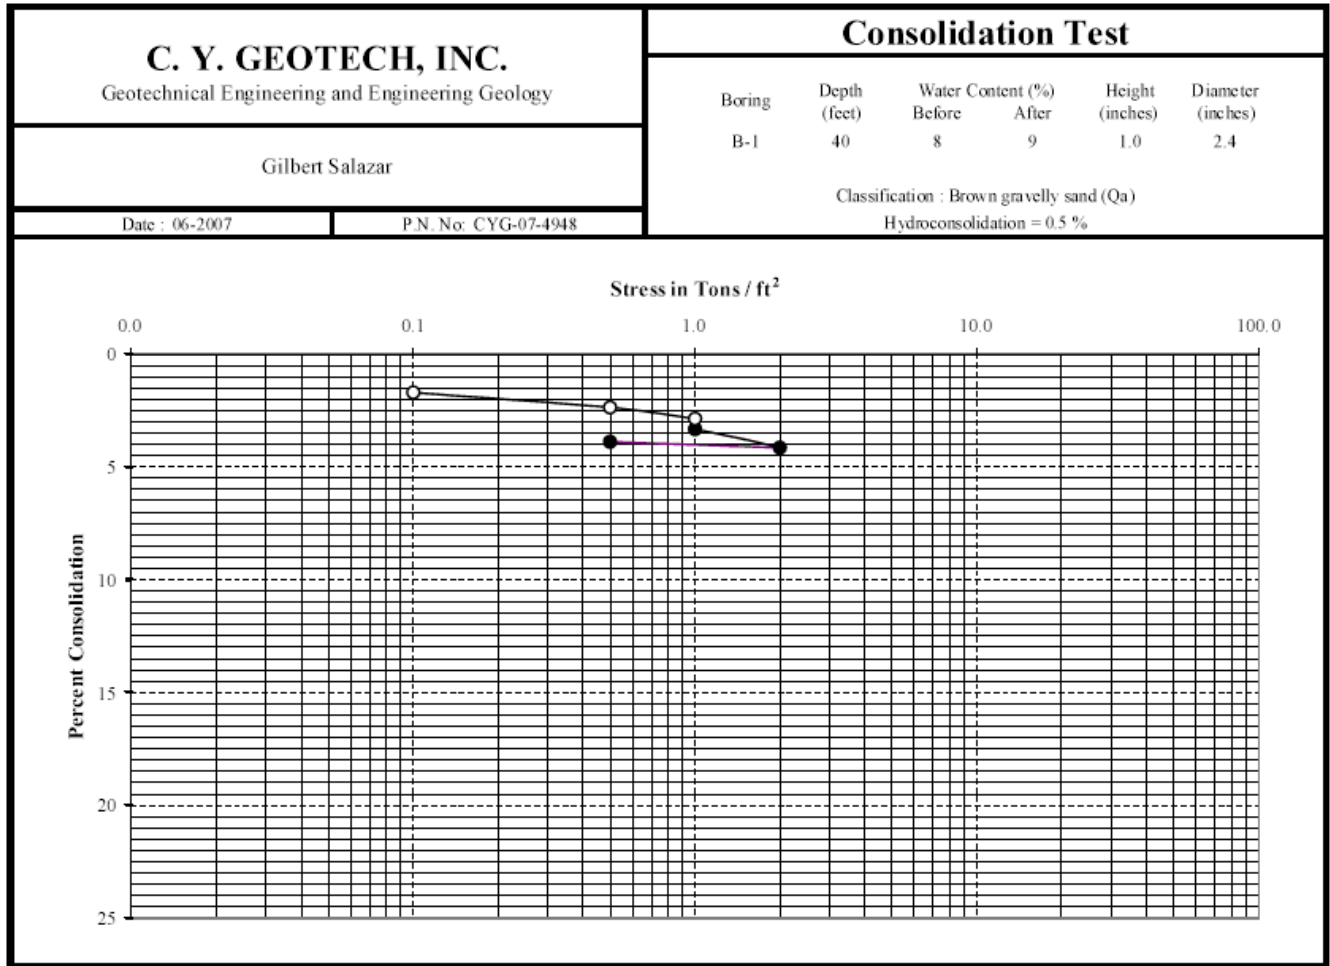 C. Y. GEOTECH, INC.
Geotechnical Engineering and Engineering Geology
Gilbert Salazar
Date : 06-2007
P.N. No: CYG-07-4948
Consolidation Test
Boring Depth Water Content (%) Height Diameter
(feet) Before After (inches) (inches)
B-1 40 8 9 1.0 2.4
Classification : Brown gravelly sand (Qa)
Hydroconsolidation = 0.5 %
Stress in Tons / ft²
0.0 0.1 1.0 10.0 100.0
0
5
10
15
20
25
Percent Consolidation